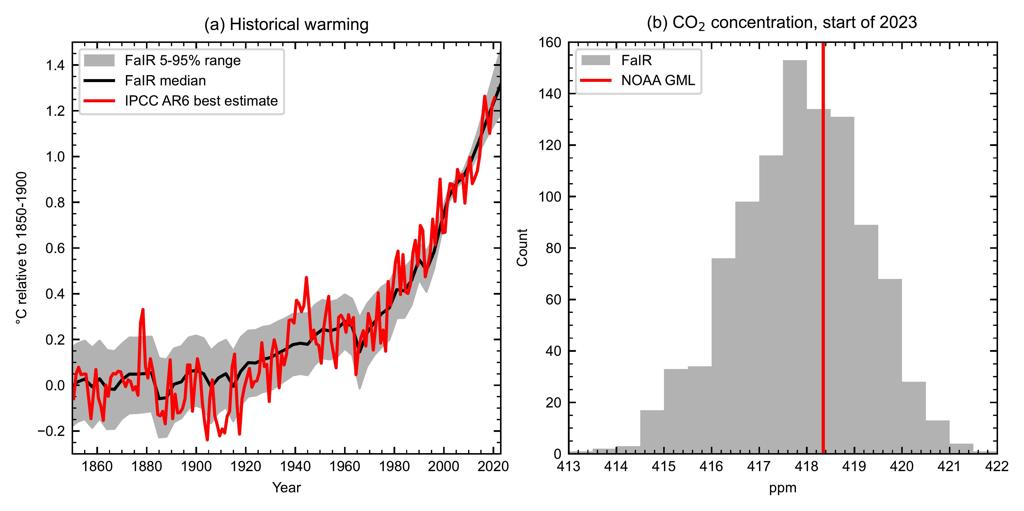 (a) Historical warming
FaIR 5-95% range
FaIR median
IPCC AR6 best estimate
1.4
1.2
1.0
0.8
0.6
0.4
0.2
0.0
−0.2
°C relative to 1850-1900
1860 1880 1900 1920 1940 1960 1980 2000 2020
Year
(b) CO₂ concentration, start of 2023
FaIR
NOAA GML
160
140
120
100
80
60
40
20
0
Count
413 414 415 416 417 418 419 420 421 422
ppm